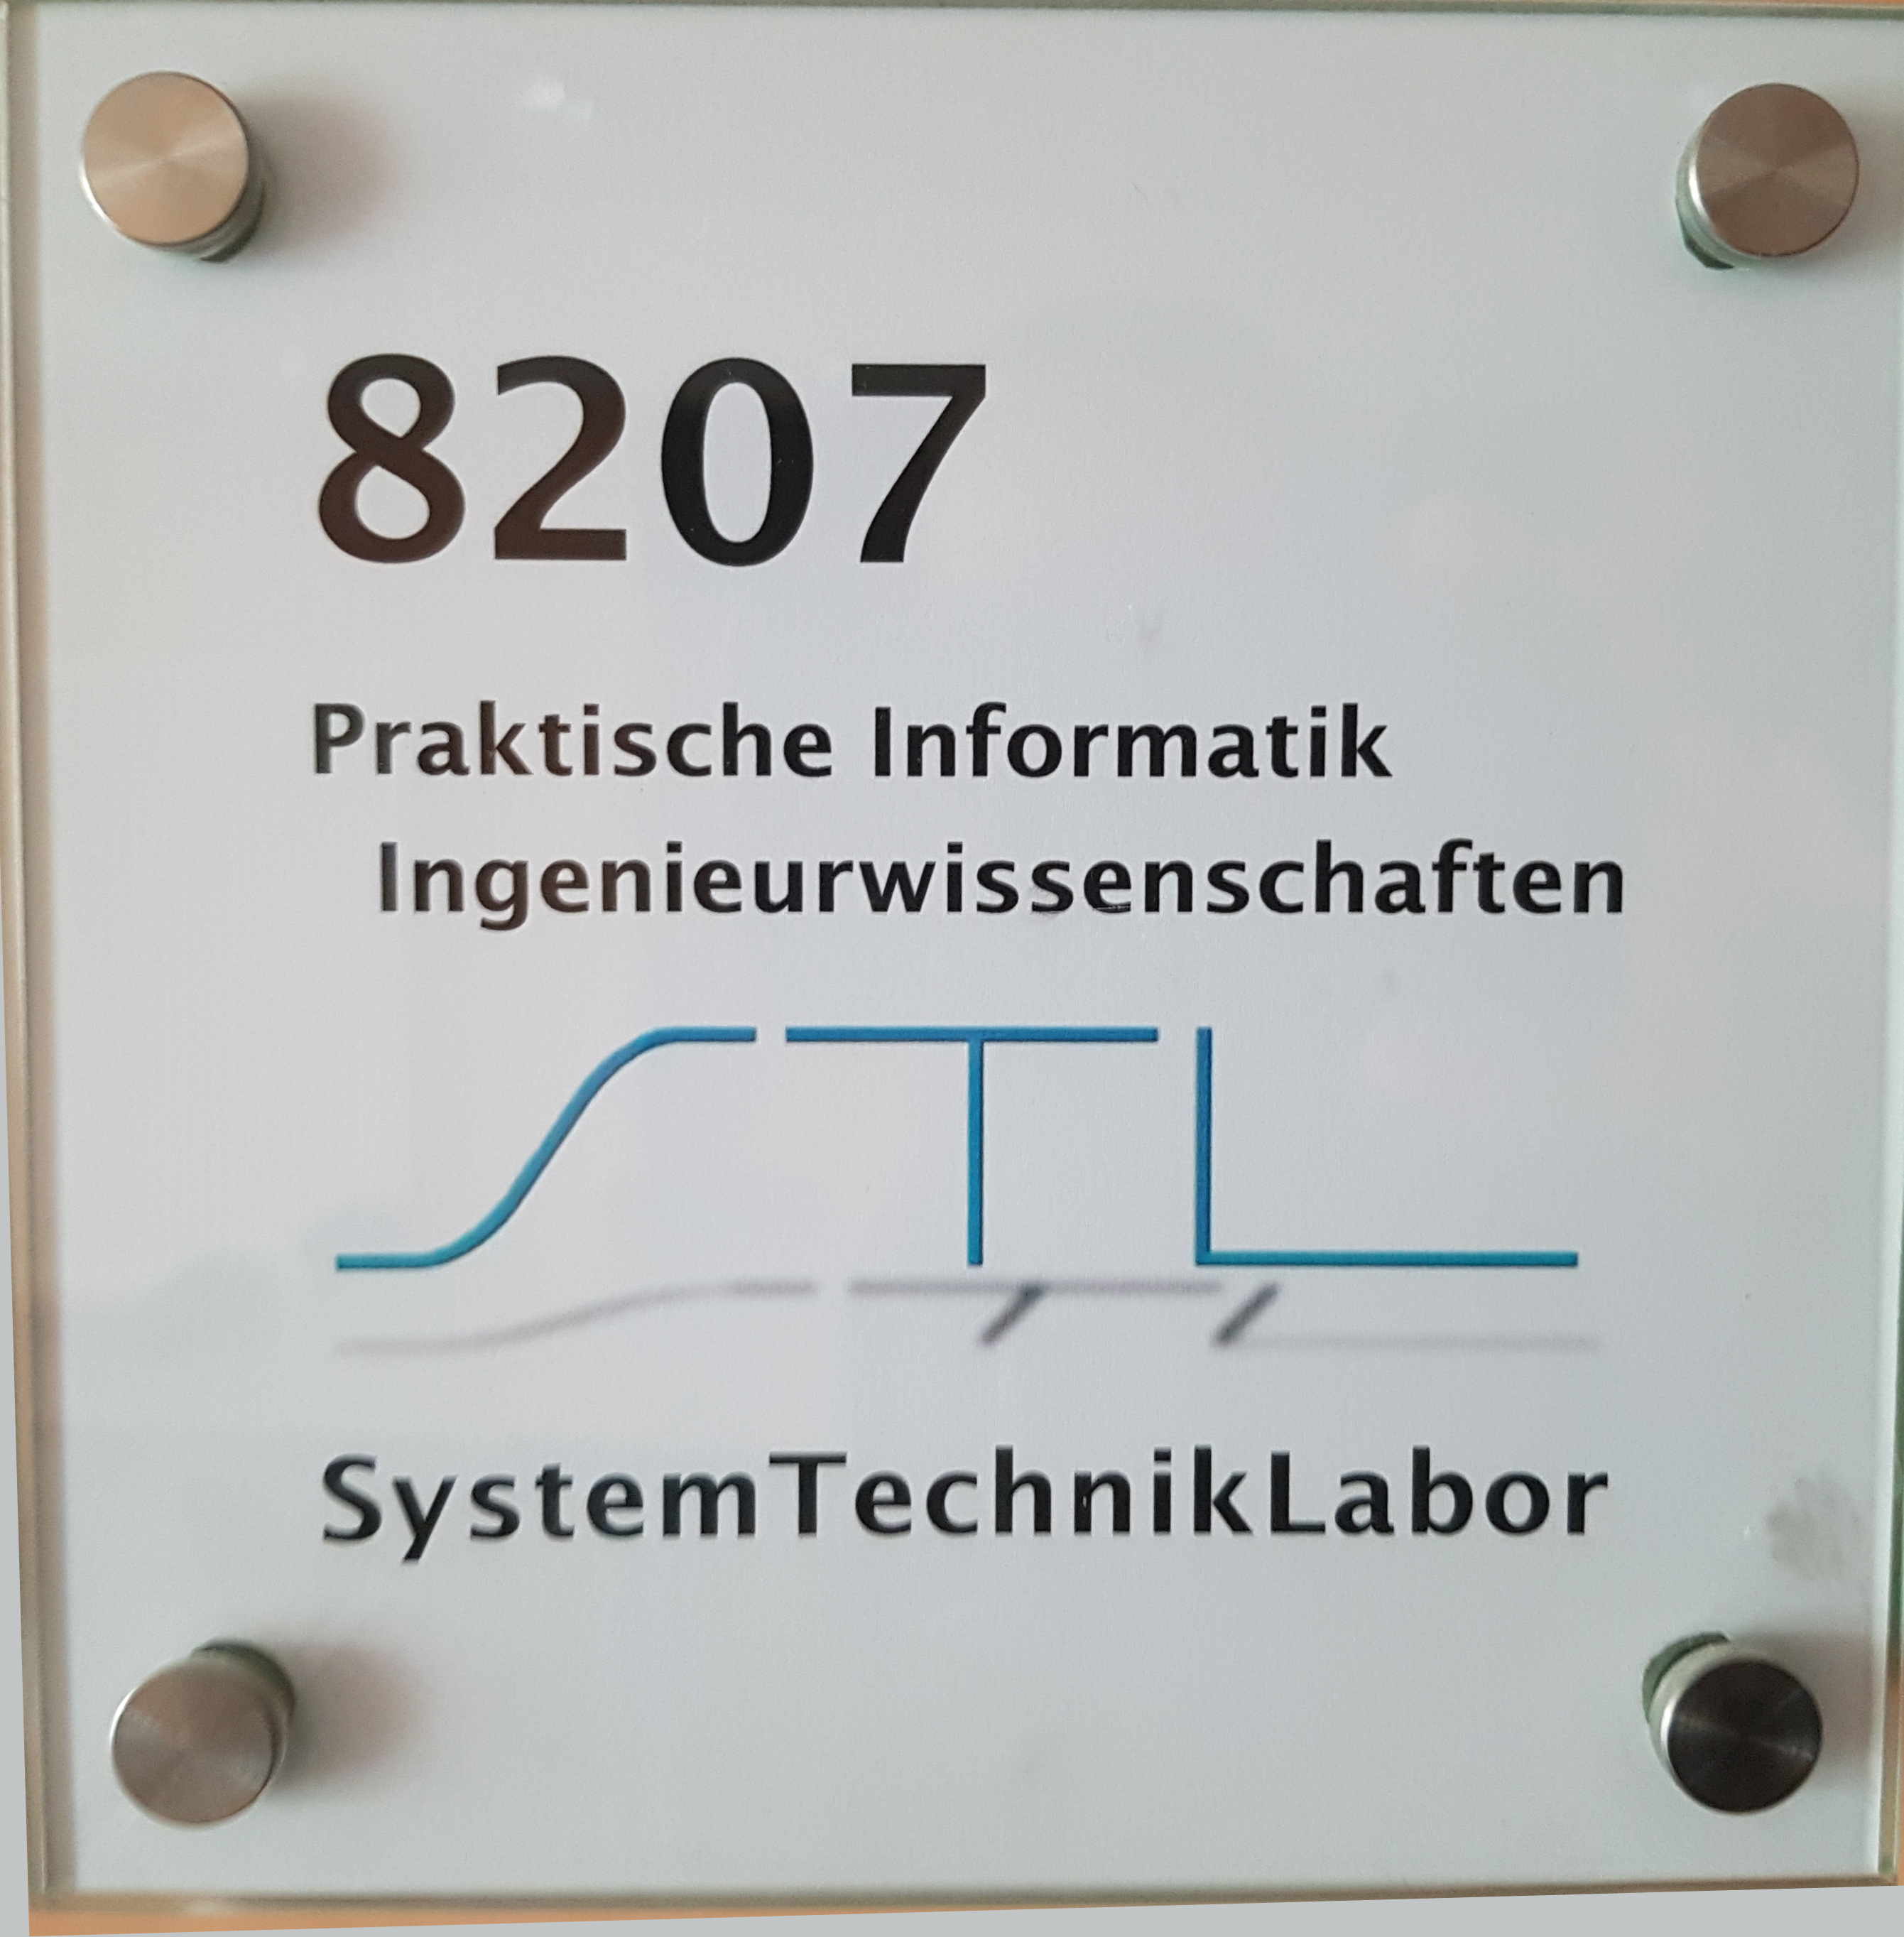 8207
Praktische Informatik
Ingenieurwissenschaften
STL
SystemTechnikLabor